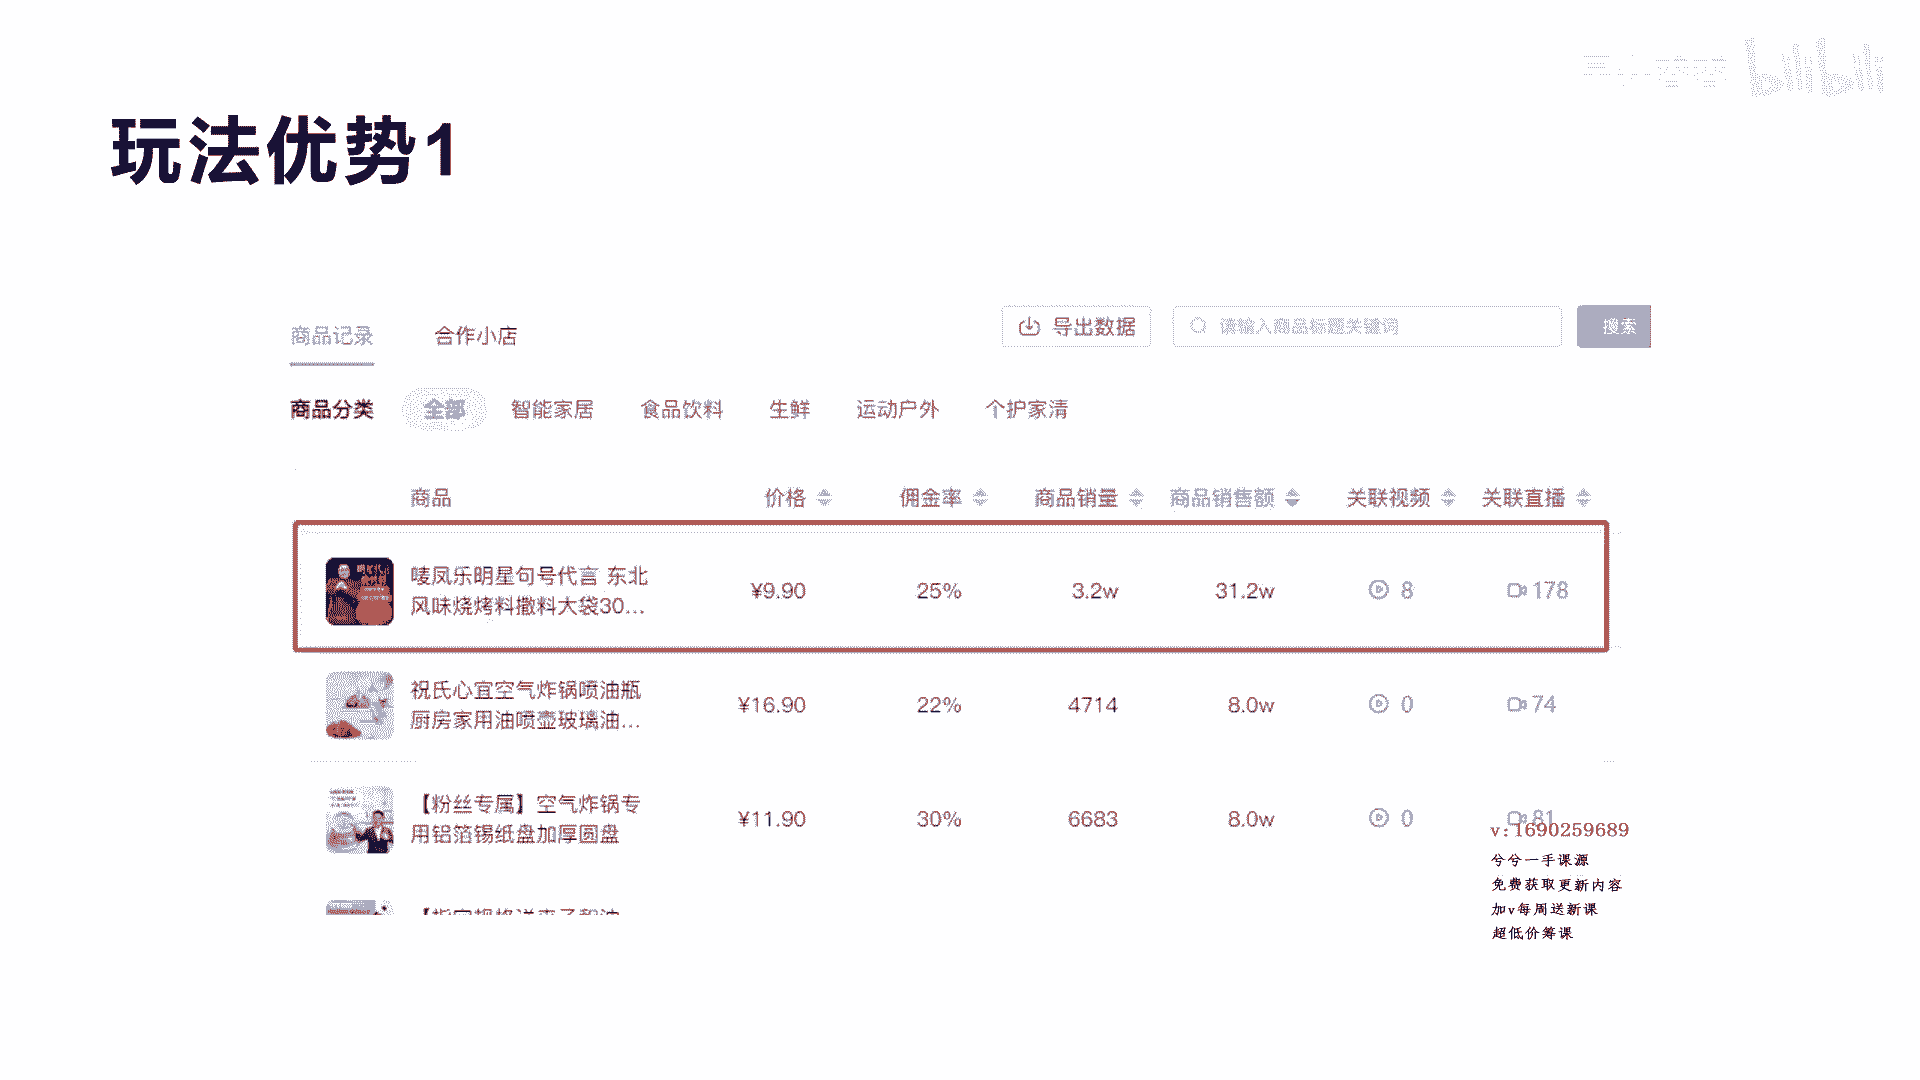 bilibili
玩法优势1
商品记录 合作小店 导出数据 请输入商品标题关键词 搜索
商品分类 全部 智能家居 食品饮料 生鲜 运动户外 个护家清
商品 价格 佣金率 商品销量 商品销售额 关联视频 关联直播
唛凤乐明星句号代言 东北
风味烧烤料撒料大袋30...
¥9.90 25% 3.2w 31.2w 8 178
祝氏心宜空气炸锅喷油瓶
厨房家用油喷壶玻璃油...
¥16.90 22% 4714 8.0w 0 74
【粉丝专属】空气炸锅专
用铝箔锡纸盘加厚圆盘
¥11.90 30% 6683 8.0w 0 81
v:1690259689
兮兮一手课源
免费获取更新内容
加v每周送新课
超低价筹课